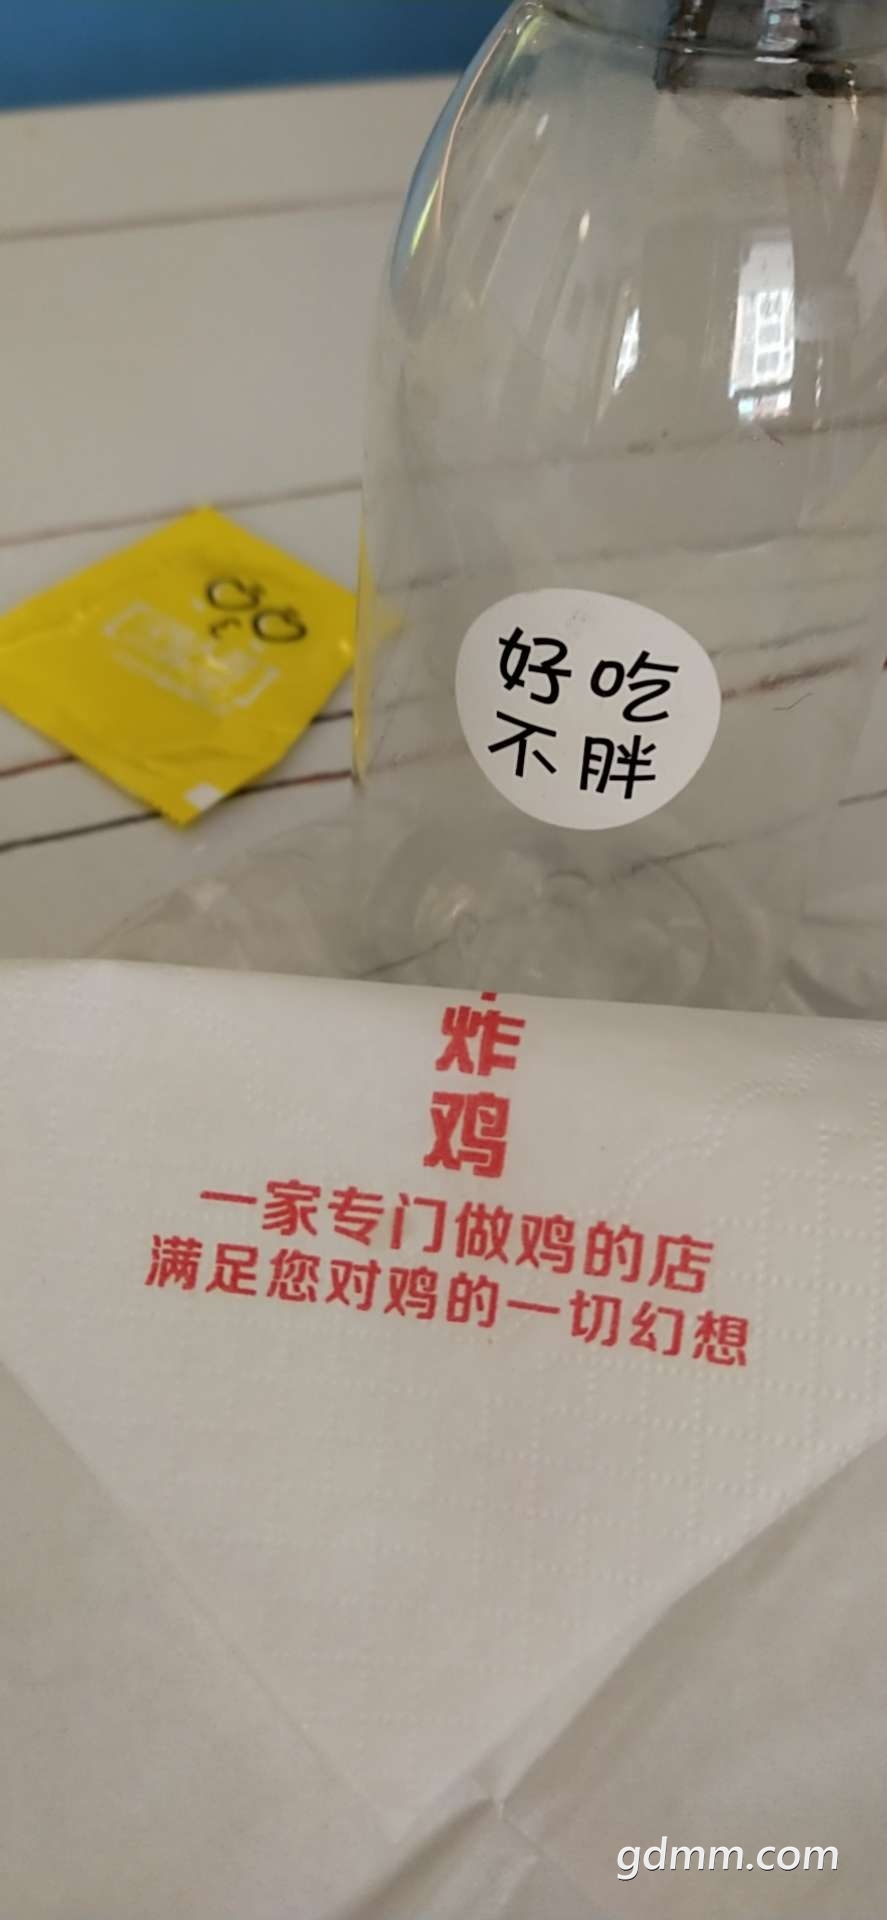 好吃
不胖
炸
鸡
一家专门做鸡的店
满足您对鸡的一切幻想
gdmm.com